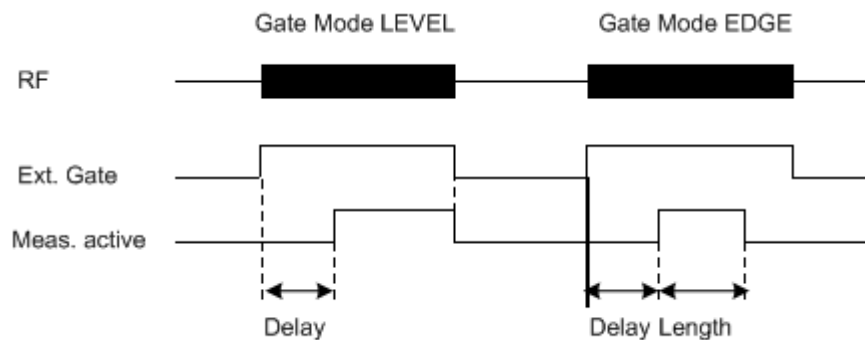 Gate Mode LEVEL
Gate Mode EDGE
RF
Ext. Gate
Meas. active
Delay
Delay Length